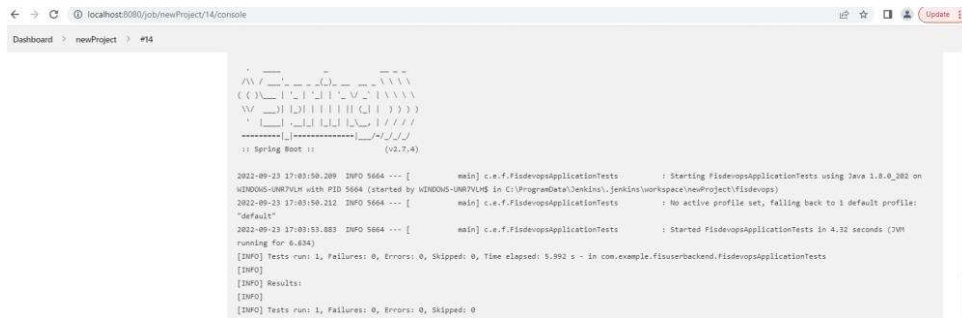 localhost:8080/job/newProject/14/console
Update
Dashboard > newProject > #14
:: Spring Boot :: (v2.7.4)
2022-09-23 17:03:50.209 INFO 5664 --- [ main] c.e.f.FisdevopsApplicationTests : Starting FisdevopsApplicationTests using Java 1.8.0_202 on
WINDOWS-UNR7VLM with PID 5664 (started by WINDOWS-UNR7VLM$ in C:\ProgramData\Jenkins\.jenkins\workspace\newProject\fisdevops)
2022-09-23 17:03:50.212 INFO 5664 --- [ main] c.e.f.FisdevopsApplicationTests : No active profile set, falling back to 1 default profile:
"default"
2022-09-23 17:03:53.883 INFO 5664 --- [ main] c.e.f.FisdevopsApplicationTests : Started FisdevopsApplicationTests in 4.32 seconds (JVM
running for 6.634)
[INFO] Tests run: 1, Failures: 0, Errors: 0, Skipped: 0, Time elapsed: 5.992 s - in com.example.fisuserbackend.FisdevopsApplicationTests
[INFO]
[INFO] Results:
[INFO]
[INFO] Tests run: 1, Failures: 0, Errors: 0, Skipped: 0